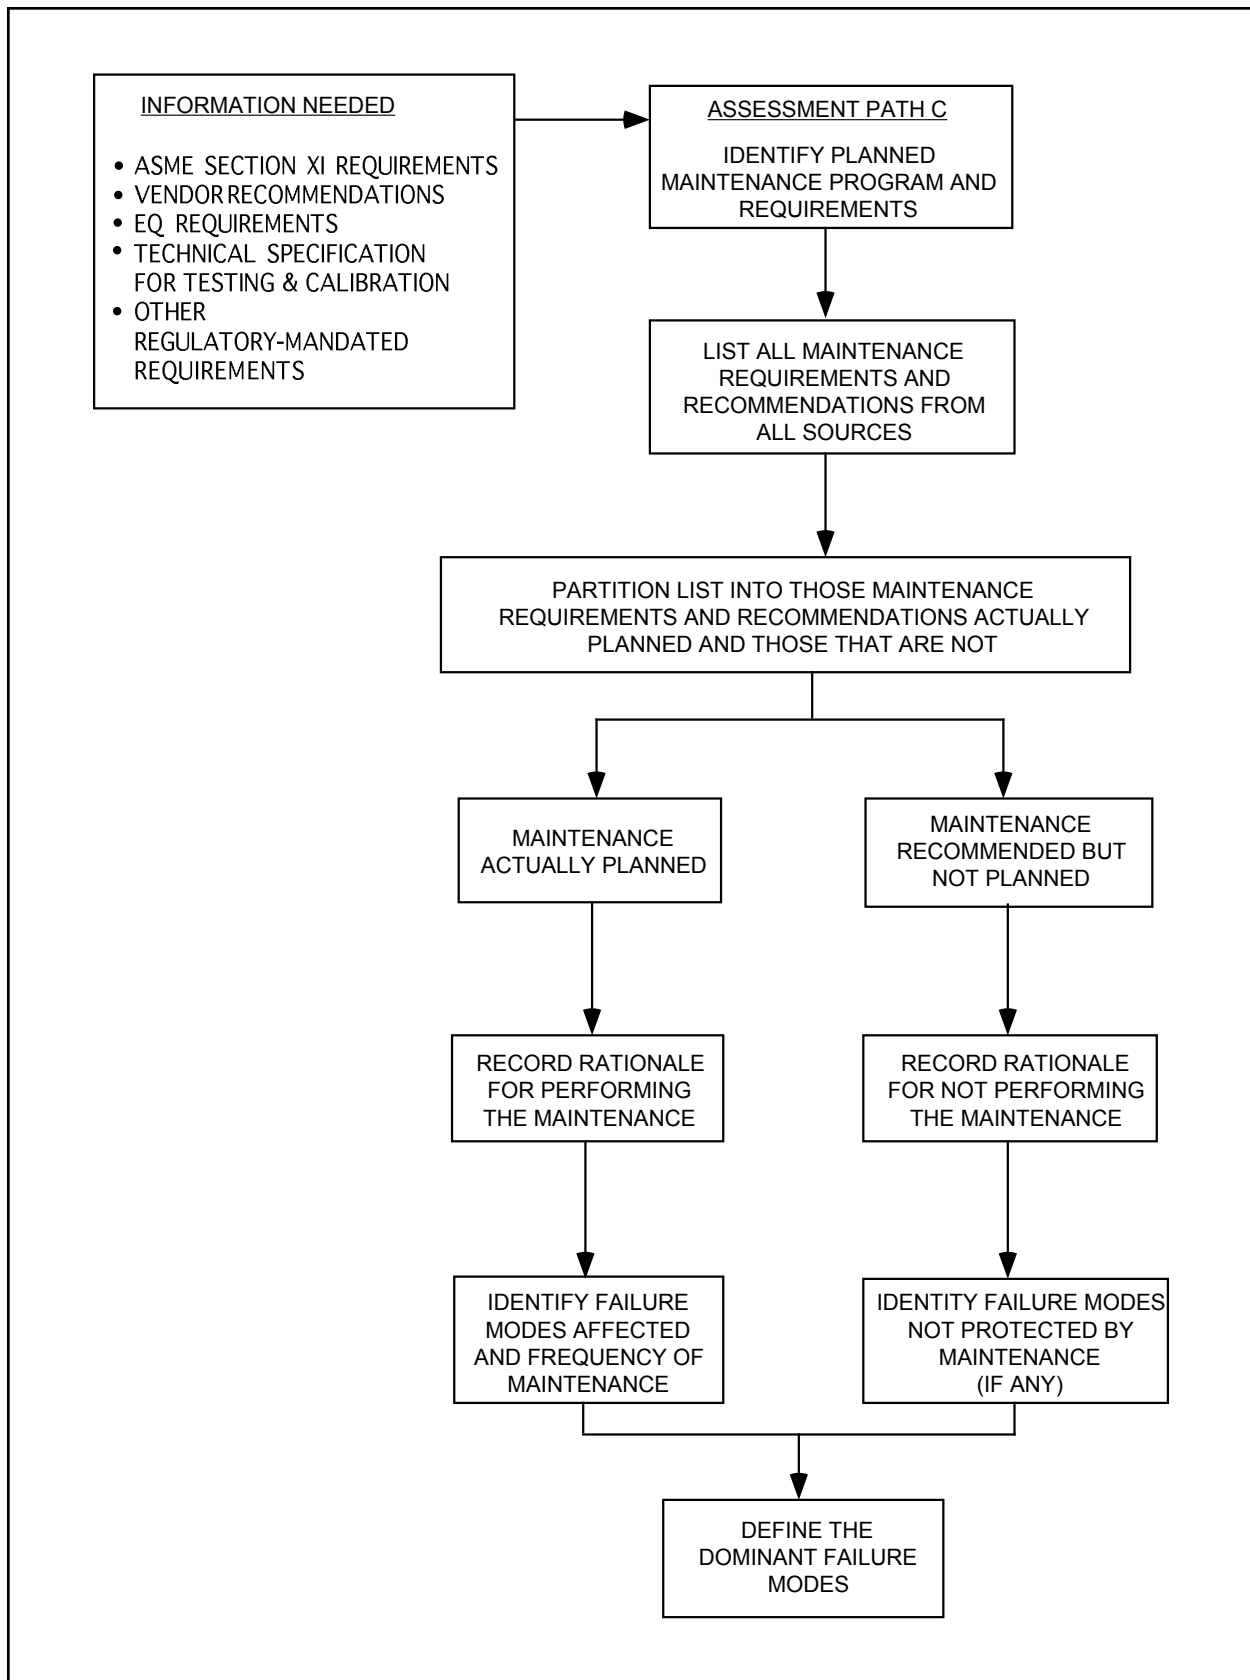 INFORMATION NEEDED
• ASME SECTION XI REQUIREMENTS
• VENDOR RECOMMENDATIONS
• EQ REQUIREMENTS
• TECHNICAL SPECIFICATION
FOR TESTING & CALIBRATION
• OTHER
REGULATORY-MANDATED
REQUIREMENTS
ASSESSMENT PATH C
IDENTIFY PLANNED
MAINTENANCE PROGRAM AND
REQUIREMENTS
LIST ALL MAINTENANCE
REQUIREMENTS AND
RECOMMENDATIONS FROM
ALL SOURCES
PARTITION LIST INTO THOSE MAINTENANCE
REQUIREMENTS AND RECOMMENDATIONS ACTUALLY
PLANNED AND THOSE THAT ARE NOT
MAINTENANCE
ACTUALLY PLANNED
MAINTENANCE
RECOMMENDED BUT
NOT PLANNED
RECORD RATIONALE
FOR PERFORMING
THE MAINTENANCE
RECORD RATIONALE
FOR NOT PERFORMING
THE MAINTENANCE
IDENTIFY FAILURE
MODES AFFECTED
AND FREQUENCY OF
MAINTENANCE
IDENTITY FAILURE MODES
NOT PROTECTED BY
MAINTENANCE
(IF ANY)
DEFINE THE
DOMINANT FAILURE
MODES